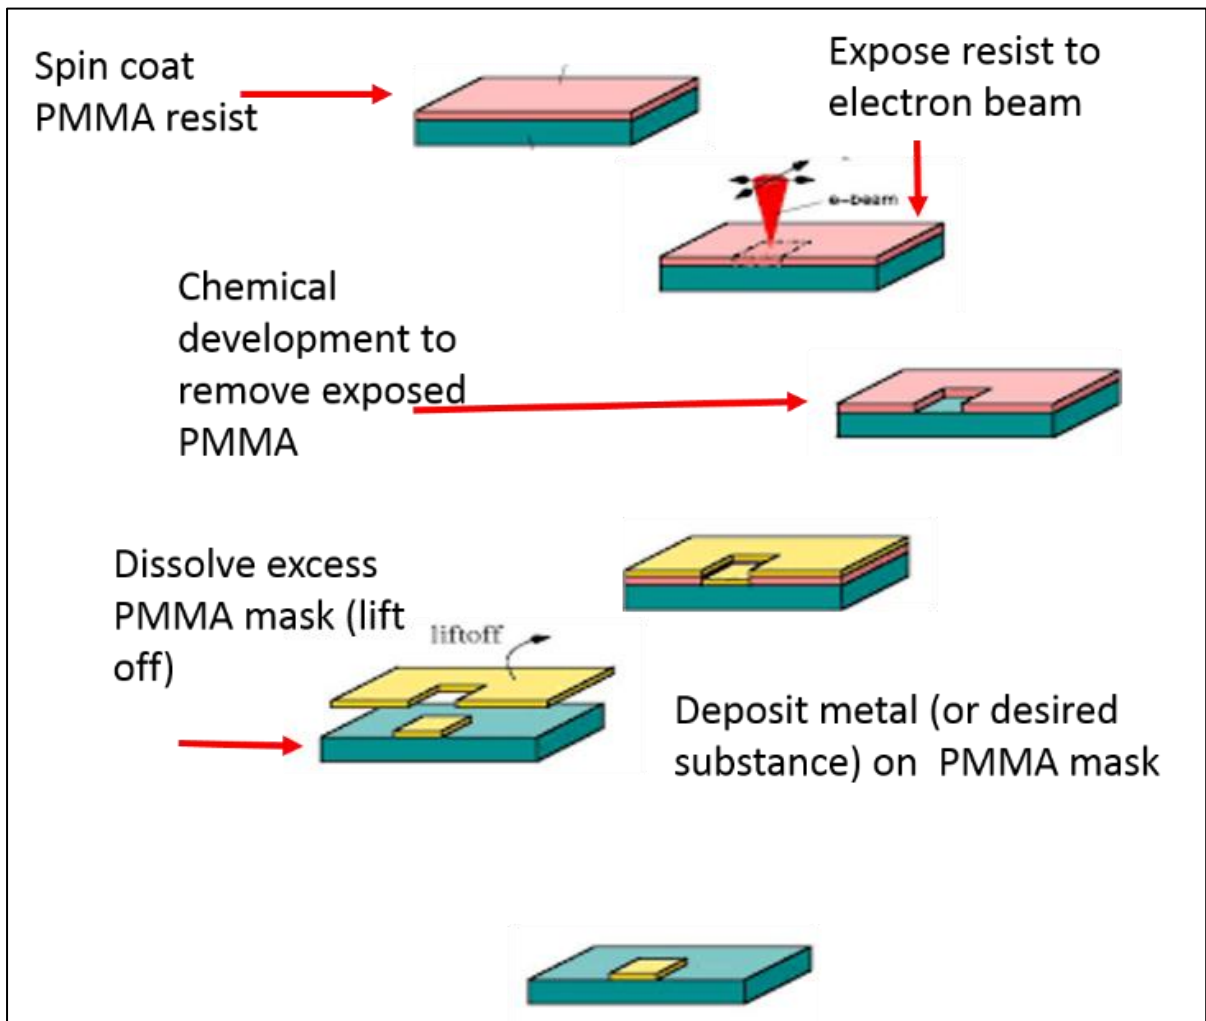 Spin coat
PMMA resist
Expose resist to
electron beam
e-beam
Chemical
development to
remove exposed
PMMA
Dissolve excess
PMMA mask (lift
off)
liftoff
Deposit metal (or desired
substance) on PMMA mask